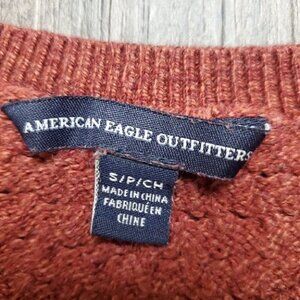 AMERICAN EAGLE OUTFITTERS
S/P/CH
MADE IN CHINA
FABRIQUÉ EN
CHINE